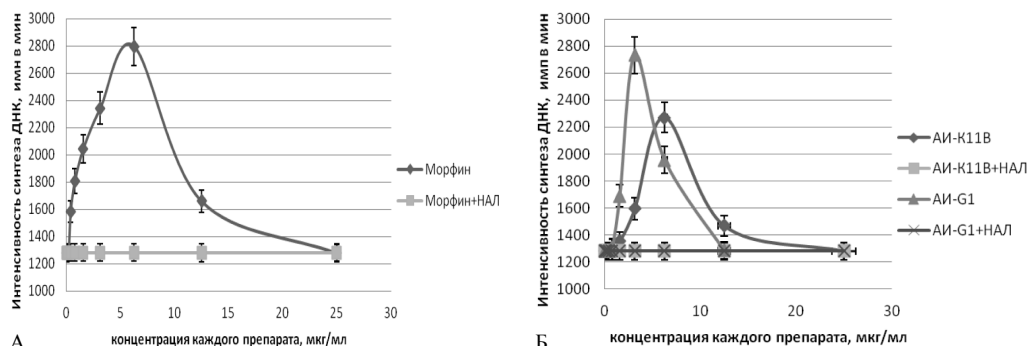 Интенсивность синтеза ДНК, имн в мин
3000
2800
2600
2400
2200
2000
1800
1600
1400
1200
1000
0 5 10 15 20 25 30
концентрация каждого препарата, мкг/мл
Морфин
Морфин+НАЛ
А
Интенсивность синтеза ДНК, имп в мин
3000
2800
2600
2400
2200
2000
1800
1600
1400
1200
1000
0 10 20 30
концентрация каждого препарата, мкг/мл
АИ-К11В
АИ-К11В+НАЛ
АИ-G1
АИ-G1+НАЛ
Б